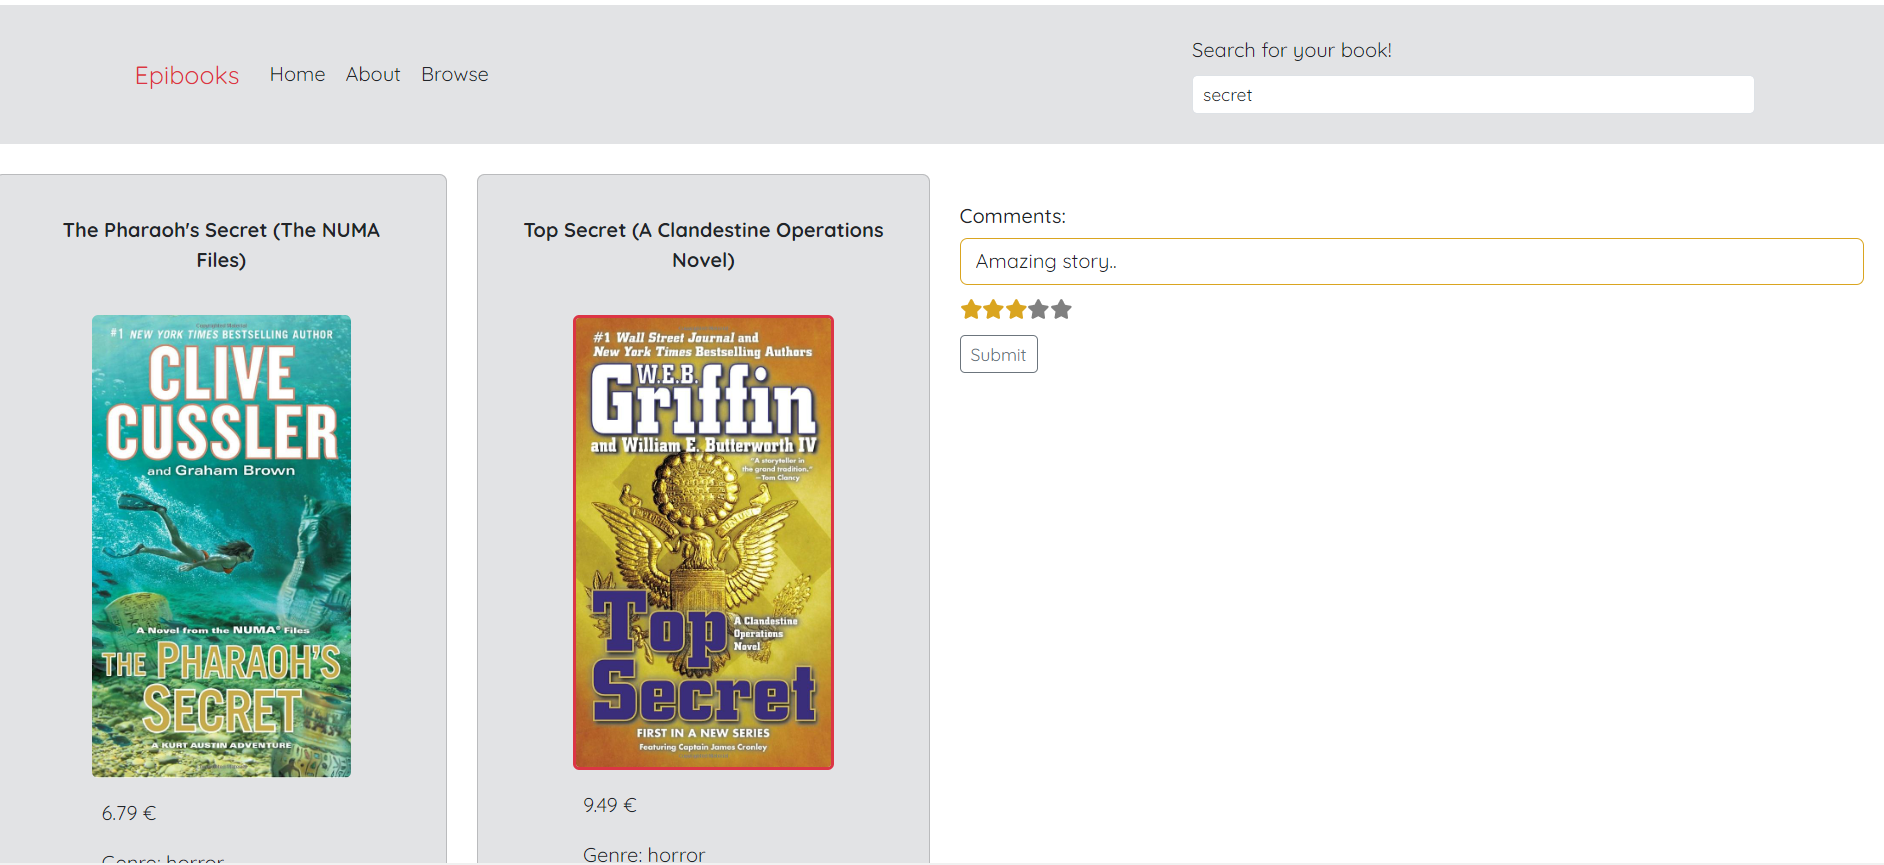 Epibooks Home About Browse
Search for your book!
secret
The Pharaoh's Secret (The NUMA
Files)
#1 NEW YORK TIMES BESTSELLING AUTHOR
CLIVE
CUSSLER
and Graham Brown
A Novel from the NUMA® Files
THE PHARAOH'S
SECRET
A KURT AUSTIN ADVENTURE
6.79 €
Genre: horror
Top Secret (A Clandestine Operations
Novel)
#1 Wall Street Journal and
New York Times Bestselling Authors
W.E.B.
Griffin
and William E. Butterworth IV
"A storyteller in
the grand tradition."
—Tom Clancy
Top
Secret
A Clandestine
Operations
Novel
FIRST IN A NEW SERIES
Featuring Captain James Cronley
9.49 €
Genre: horror
Comments:
Amazing story..
Submit